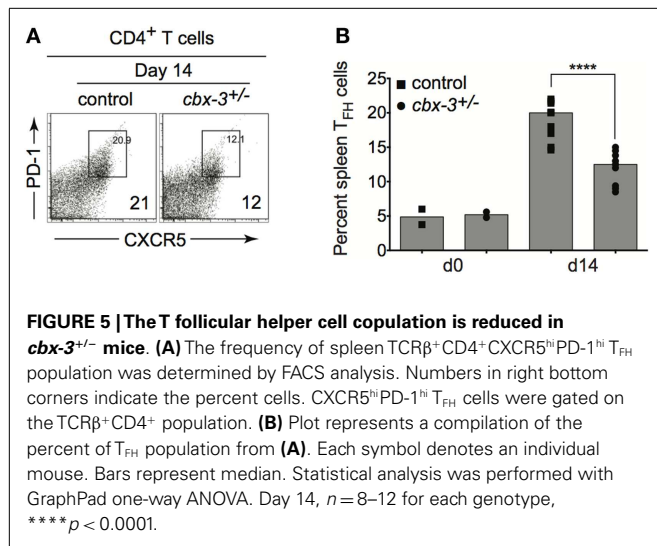 A
CD4+ T cells
Day 14
control cbx-3+/-
20.9 12.1
21 12
PD-1
CXCR5
B
control
cbx-3+/-
****
Percent spleen TFH cells
25
20
15
10
5
0
d0 d14
FIGURE 5 | The T follicular helper cell copulation is reduced in
cbx-3+/− mice. (A) The frequency of spleen TCRβ+CD4+CXCR5hiPD-1hi TFH
population was determined by FACS analysis. Numbers in right bottom
corners indicate the percent cells. CXCR5hiPD-1hi TFH cells were gated on
the TCRβ+CD4+ population. (B) Plot represents a compilation of the
percent of TFH population from (A). Each symbol denotes an individual
mouse. Bars represent median. Statistical analysis was performed with
GraphPad one-way ANOVA. Day 14, n = 8–12 for each genotype,
****p < 0.0001.